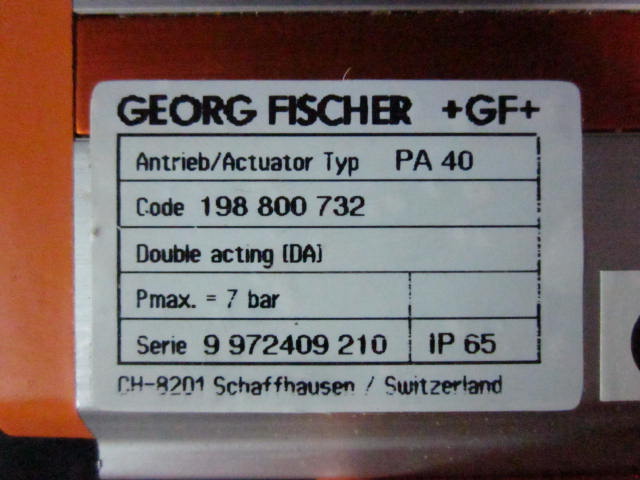 GEORG FISCHER +GF+
Antrieb/Actuator Typ PA 40
Code 198 800 732
Double acting (DA)
Pmax. = 7 bar
Serie 9 972409 210 IP 65
CH-8201 Schaffhausen / Switzerland